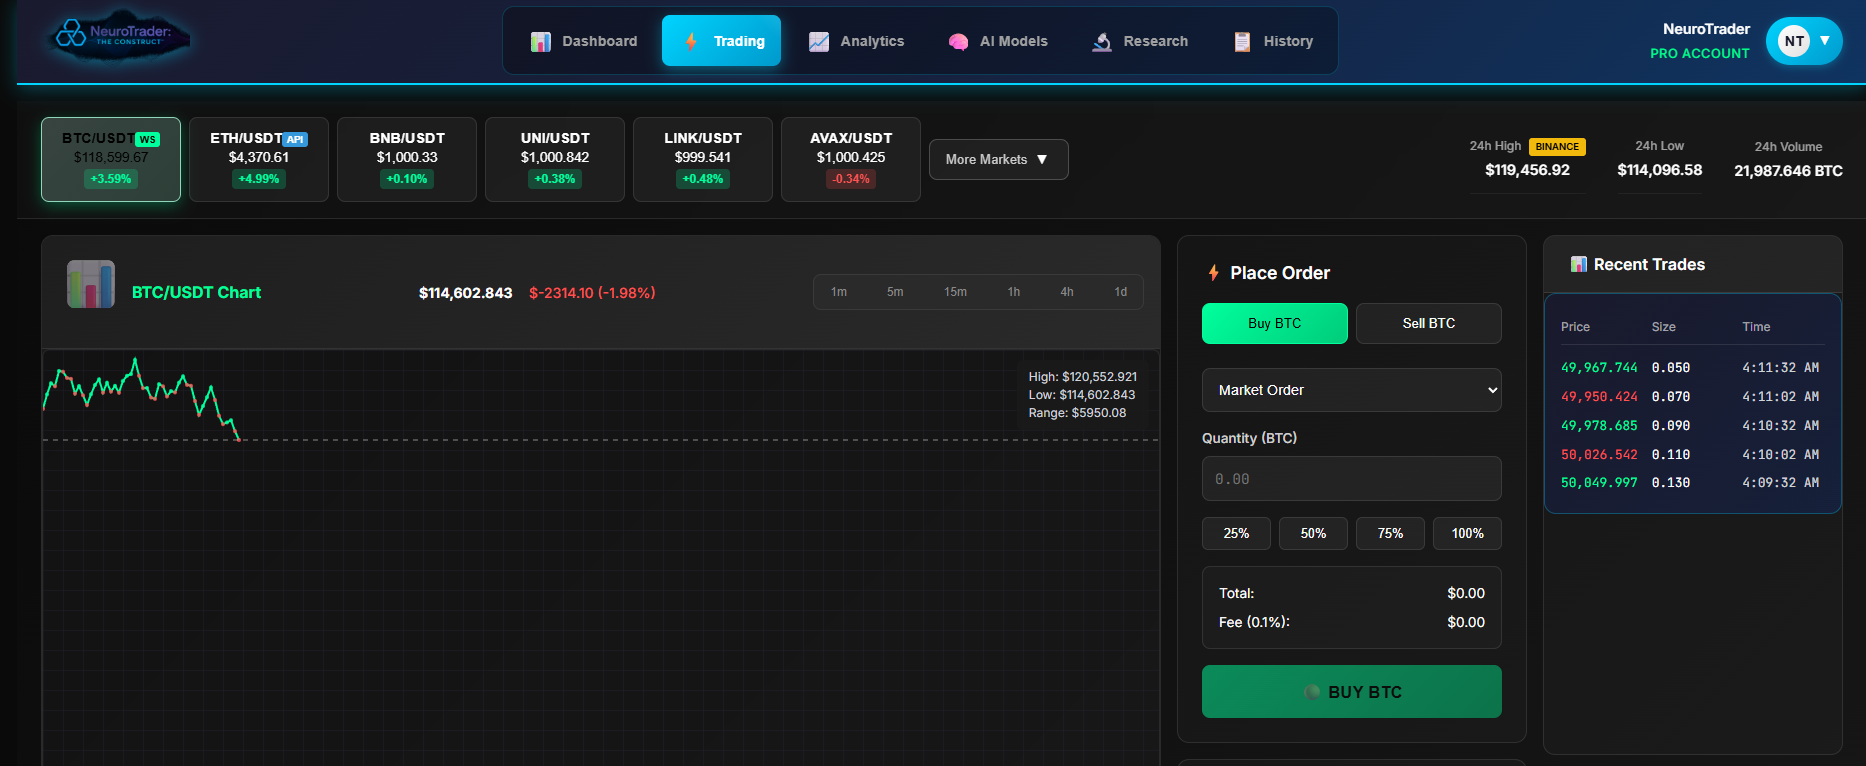 NeuroTrader:
THE CONSTRUCT
Dashboard
Trading
Analytics
AI Models
Research
History
NeuroTrader
PRO ACCOUNT
NT ▼
BTC/USDT WS
$118,599.67
+3.59%
ETH/USDT API
$4,370.61
+4.99%
BNB/USDT
$1,000.33
+0.10%
UNI/USDT
$1,000.842
+0.38%
LINK/USDT
$999.541
+0.48%
AVAX/USDT
$1,000.425
-0.34%
More Markets ▼
24h High BINANCE
$119,456.92
24h Low
$114,096.58
24h Volume
21,987.646 BTC
BTC/USDT Chart
$114,602.843 $-2314.10 (-1.98%)
1m 5m 15m 1h 4h 1d
High: $120,552.921
Low: $114,602.843
Range: $5950.08
Place Order
Buy BTC
Sell BTC
Market Order
Quantity (BTC)
0.00
25% 50% 75% 100%
Total: $0.00
Fee (0.1%): $0.00
BUY BTC
Recent Trades
Price Size Time
49,967.744 0.050 4:11:32 AM
49,950.424 0.070 4:11:02 AM
49,978.685 0.090 4:10:32 AM
50,026.542 0.110 4:10:02 AM
50,049.997 0.130 4:09:32 AM